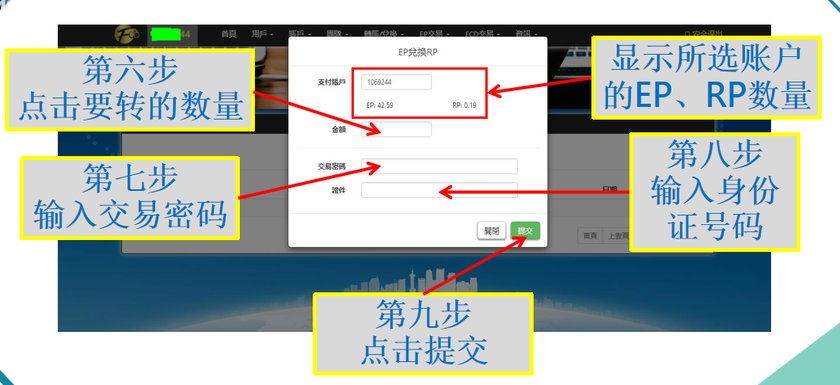 44 首頁 用戶 賬戶 團隊 轉賬/兌換 EP交易 FCD交易 資訊 安全退出
EP兌換RP
第六步
点击要转的数量
支付賬戶 1069244
EP: 42.59 RP: 0.19
显示所选账户
的EP、RP数量
金額
第七步
输入交易密码
交易密碼
證件
第八步
输入身份
证号码
日期
關閉 提交
首頁 上壹頁
第九步
点击提交